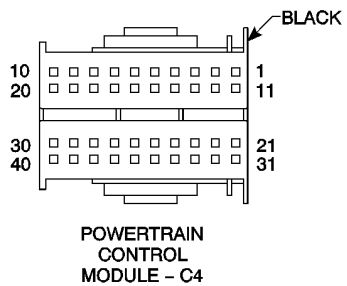 BLACK
10 1
20 11
30 21
40 31
POWERTRAIN
CONTROL
MODULE – C4